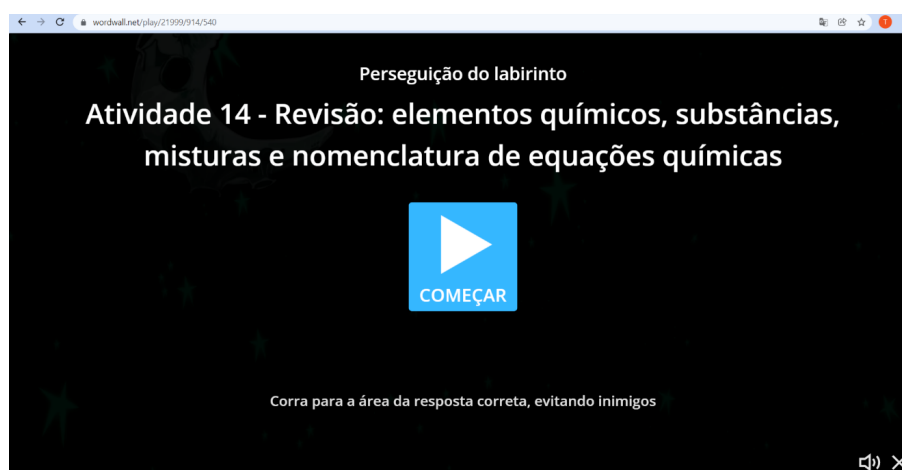 wordwall.net/play/21999/914/540
T
Perseguição do labirinto
Atividade 14 - Revisão: elementos químicos, substâncias,
misturas e nomenclatura de equações químicas
COMEÇAR
Corra para a área da resposta correta, evitando inimigos